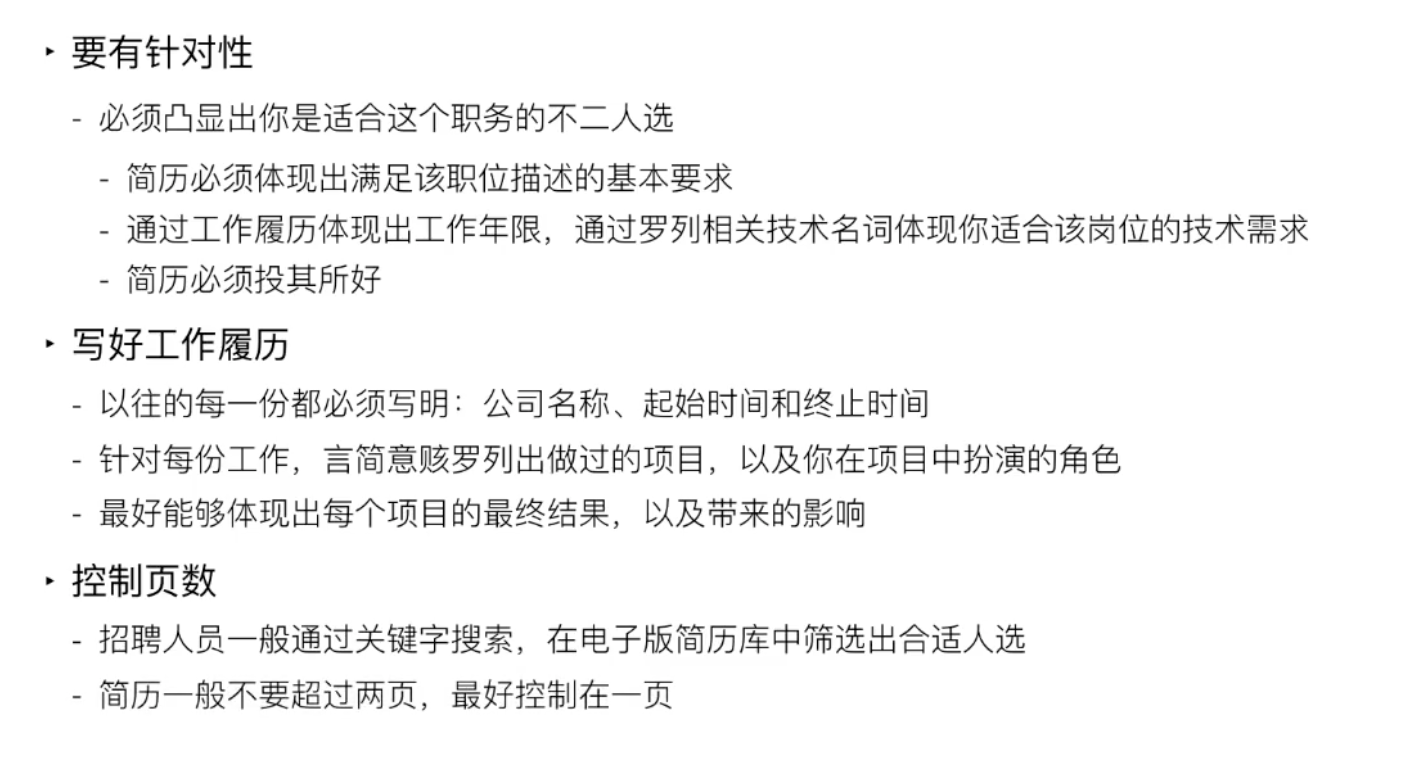 ‣ 要有针对性
- 必须凸显出你是适合这个职务的不二人选
- 简历必须体现出满足该职位描述的基本要求
- 通过工作履历体现出工作年限，通过罗列相关技术名词体现你适合该岗位的技术需求
- 简历必须投其所好
‣ 写好工作履历
- 以往的每一份都必须写明：公司名称、起始时间和终止时间
- 针对每份工作，言简意赅罗列出做过的项目，以及你在项目中扮演的角色
- 最好能够体现出每个项目的最终结果，以及带来的影响
‣ 控制页数
- 招聘人员一般通过关键字搜索，在电子版简历库中筛选出合适人选
- 简历一般不要超过两页，最好控制在一页